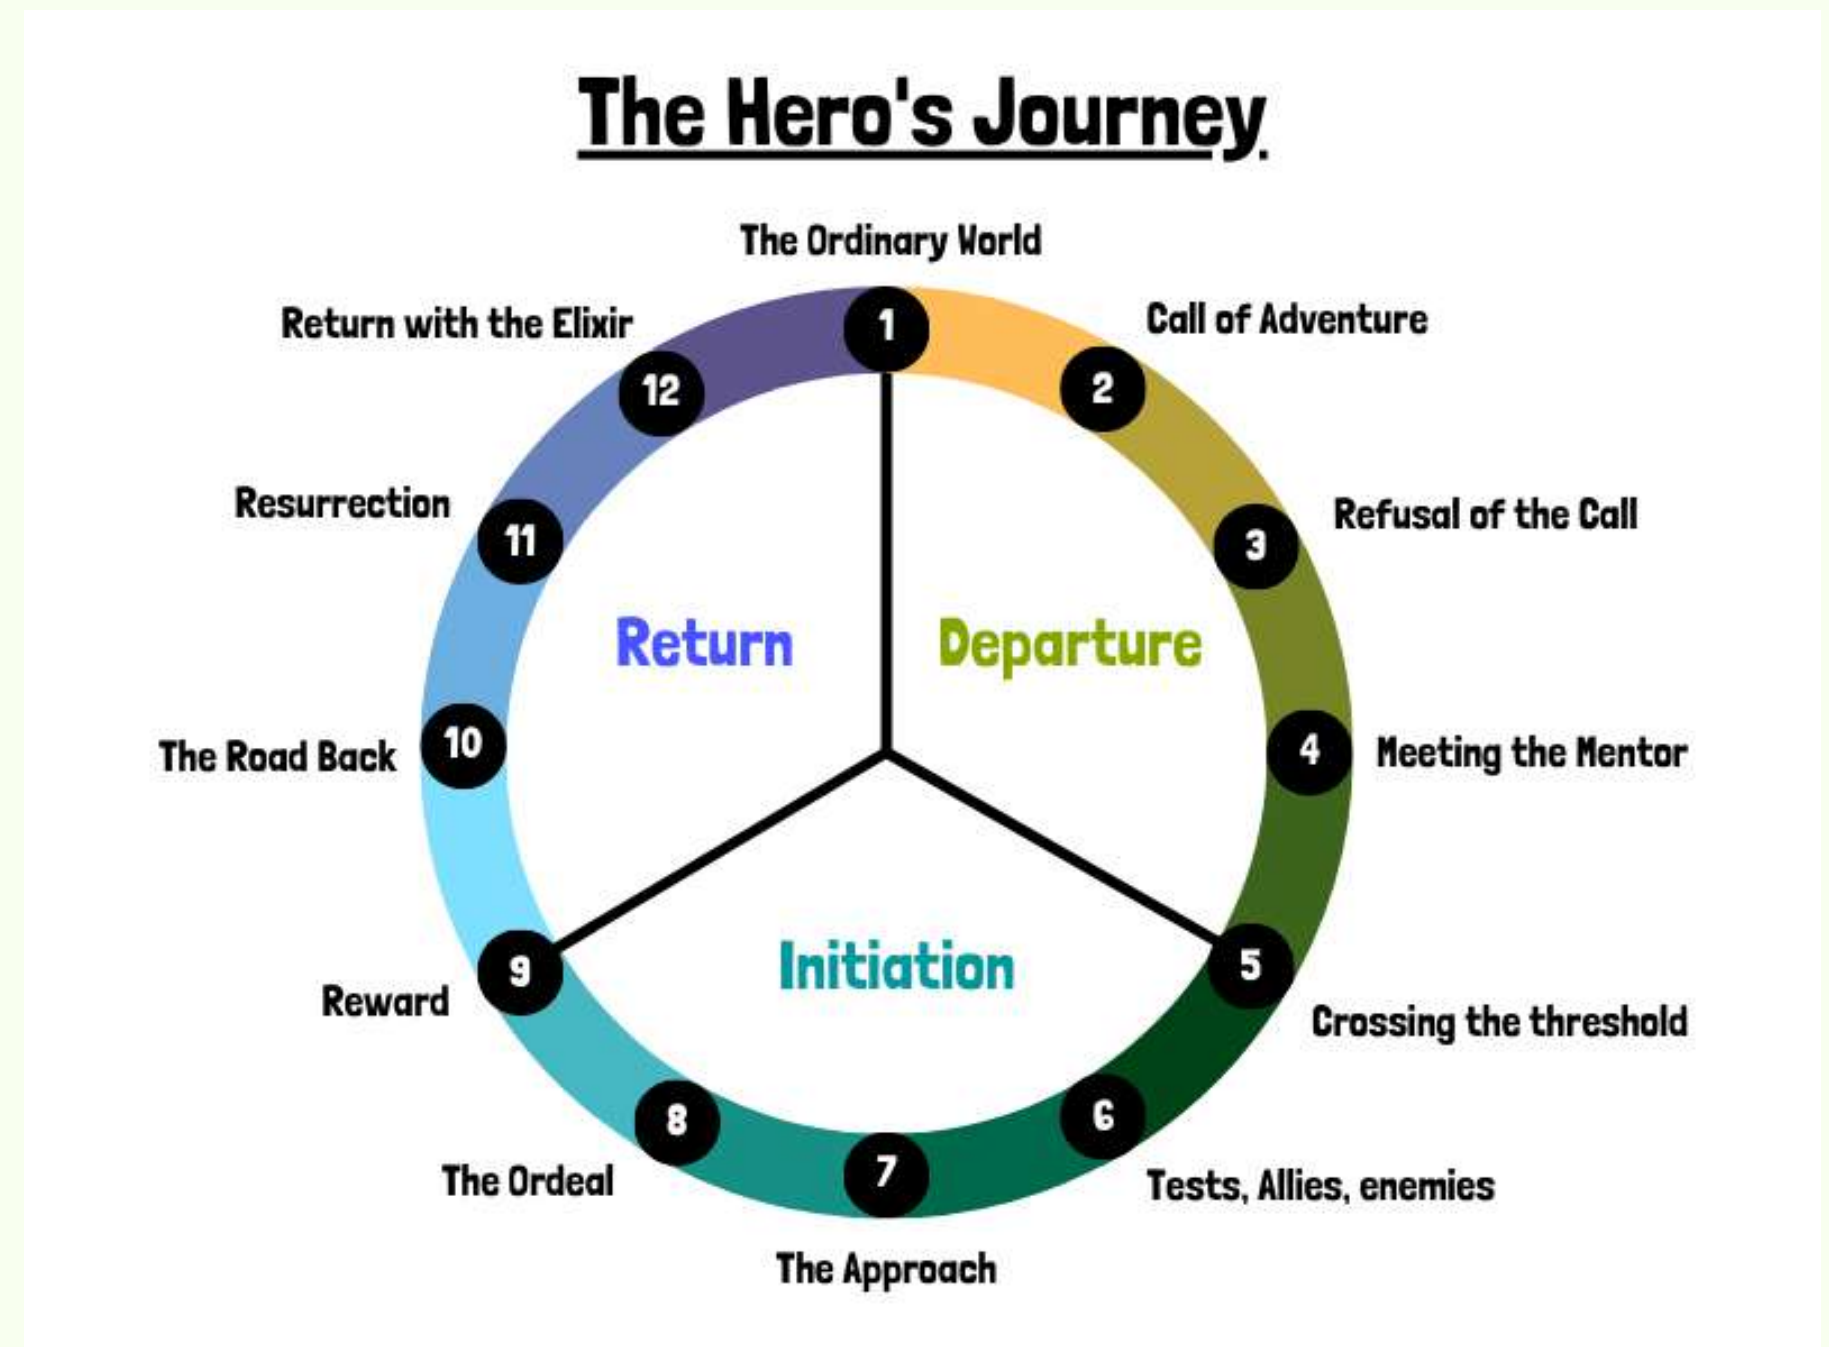 The Hero's Journey
The Ordinary World
1
Call of Adventure
2
Refusal of the Call
3
Meeting the Mentor
4
Crossing the threshold
5
Tests, Allies, enemies
6
The Approach
7
The Ordeal
8
Reward
9
The Road Back
10
Resurrection
11
Return with the Elixir
12
Departure
Initiation
Return